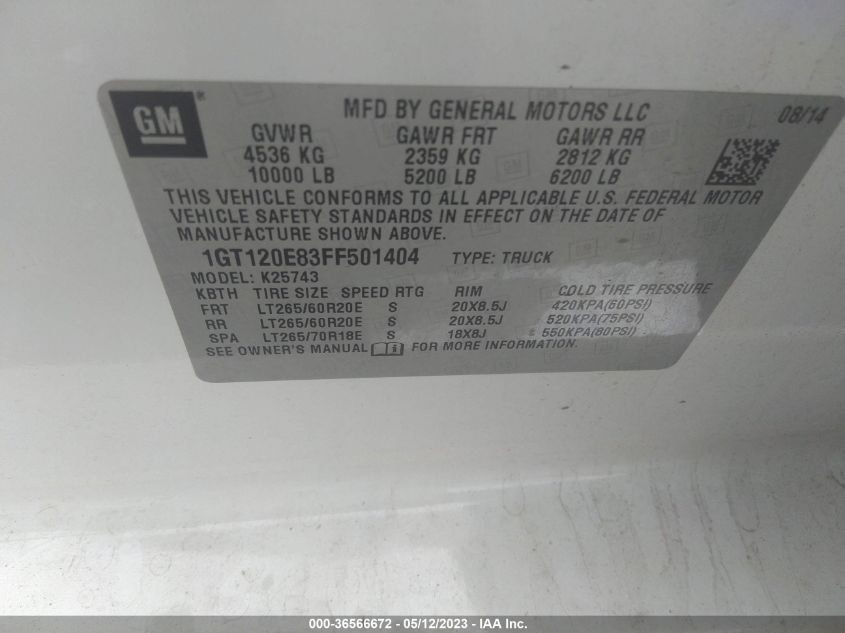 GM ® MFD BY GENERAL MOTORS LLC 08/14
GVWR GAWR FRT GAWR RR
4536 KG 2359 KG 2812 KG
10000 LB 5200 LB 6200 LB
THIS VEHICLE CONFORMS TO ALL APPLICABLE U.S. FEDERAL MOTOR
VEHICLE SAFETY STANDARDS IN EFFECT ON THE DATE OF
MANUFACTURE SHOWN ABOVE.
1GT120E83FF501404 TYPE: TRUCK
MODEL: K25743
KBTH TIRE SIZE SPEED RTG RIM COLD TIRE PRESSURE
FRT LT265/60R20E S 20X8.5J 420KPA(60PSI)
RR LT265/60R20E S 20X8.5J 520KPA(75PSI)
SPA LT265/70R18E S 18X8J 550KPA(80PSI)
SEE OWNER'S MANUAL FOR MORE INFORMATION.
000-36566672 - 05/12/2023 - IAA Inc.